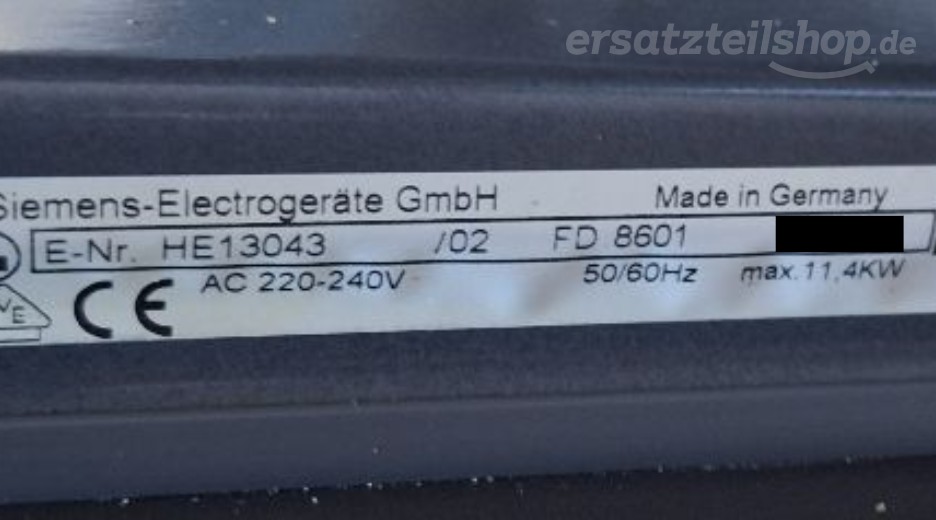 ersatzteilshop.de
Siemens-Electrogeräte GmbH Made in Germany
E-Nr. HE13043 /02 FD 8601
AC 220-240V 50/60Hz max.11,4KW
VE
CE